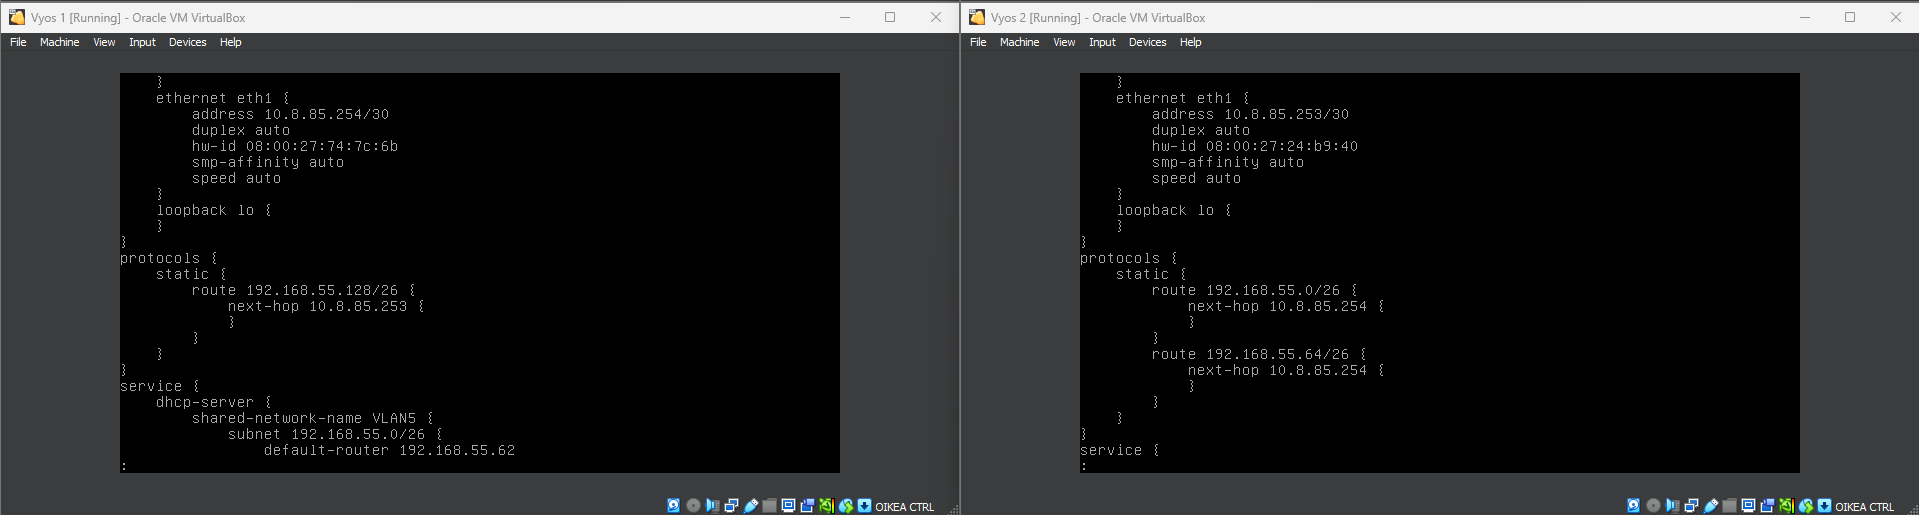 Vyos 1 [Running] - Oracle VM VirtualBox
File Machine View Input Devices Help
    }
    ethernet eth1 {
        address 10.8.85.254/30
        duplex auto
        hw-id 08:00:27:74:7c:6b
        smp-affinity auto
        speed auto
    }
    loopback lo {
    }
}
protocols {
    static {
        route 192.168.55.128/26 {
            next-hop 10.8.85.253 {
            }
        }
    }
}
service {
    dhcp-server {
        shared-network-name VLAN5 {
            subnet 192.168.55.0/26 {
                default-router 192.168.55.62
:
OIKEA CTRL
Vyos 2 [Running] - Oracle VM VirtualBox
File Machine View Input Devices Help
    }
    ethernet eth1 {
        address 10.8.85.253/30
        duplex auto
        hw-id 08:00:27:24:b9:40
        smp-affinity auto
        speed auto
    }
    loopback lo {
    }
}
protocols {
    static {
        route 192.168.55.0/26 {
            next-hop 10.8.85.254 {
            }
        }
        route 192.168.55.64/26 {
            next-hop 10.8.85.254 {
            }
        }
    }
}
service {
:
OIKEA CTRL